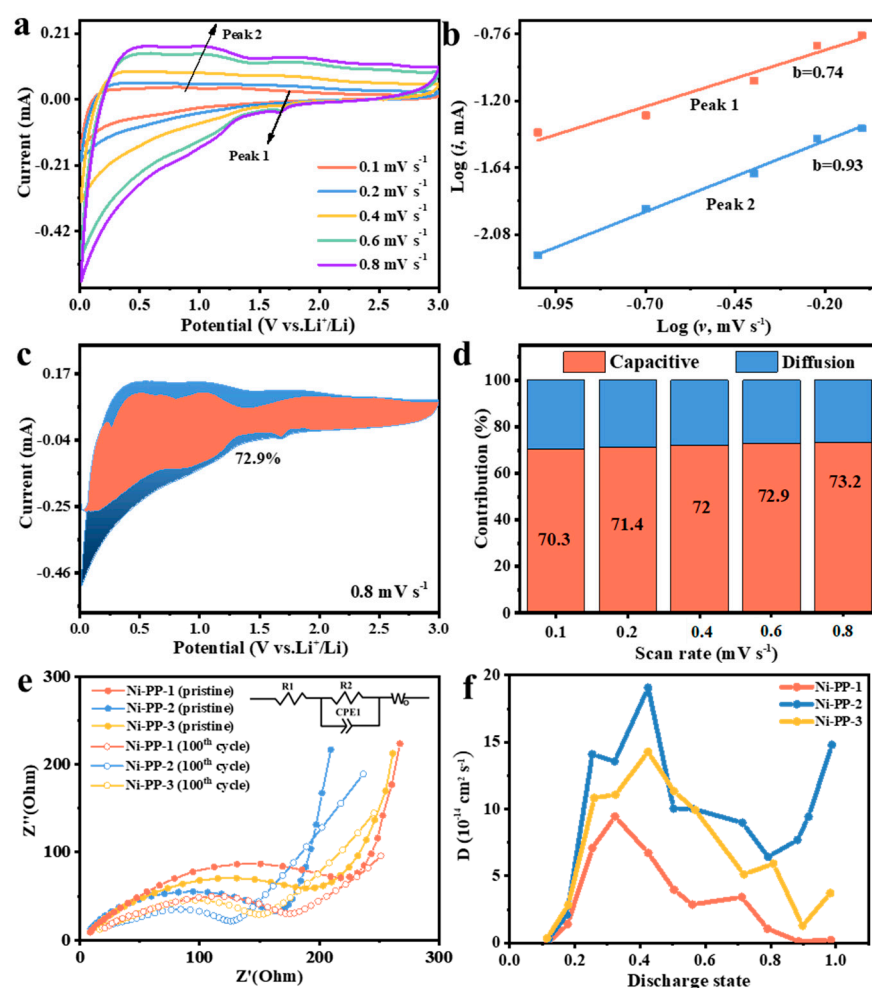 a
0.21
0.00
-0.21
-0.42
Current (mA)
Peak 2
Peak 1
0.1 mV s⁻¹
0.2 mV s⁻¹
0.4 mV s⁻¹
0.6 mV s⁻¹
0.8 mV s⁻¹
0.0 0.5 1.0 1.5 2.0 2.5 3.0
Potential (V vs.Li⁺/Li)
b
-0.76
-1.20
-1.64
-2.08
Log (i, mA)
b=0.74
Peak 1
b=0.93
Peak 2
-0.95 -0.70 -0.45 -0.20
Log (v, mV s⁻¹)
c
0.17
-0.04
-0.25
-0.46
Current (mA)
72.9%
0.8 mV s⁻¹
0.0 0.5 1.0 1.5 2.0 2.5 3.0
Potential (V vs.Li⁺/Li)
d
Capacitive Diffusion
100
80
60
40
20
0
Contribution (%)
70.3 71.4 72 72.9 73.2
0.1 0.2 0.4 0.6 0.8
Scan rate (mV s⁻¹)
e
300
200
100
0
Z''(Ohm)
Ni-PP-1 (pristine)
Ni-PP-2 (pristine)
Ni-PP-3 (pristine)
Ni-PP-1 (100th cycle)
Ni-PP-2 (100th cycle)
Ni-PP-3 (100th cycle)
R1 R2
CPE1
Wo
0 100 200 300
Z'(Ohm)
f
20
15
10
5
0
D (10⁻¹⁴ cm² s⁻¹)
Ni-PP-1
Ni-PP-2
Ni-PP-3
0.0 0.2 0.4 0.6 0.8 1.0
Discharge state